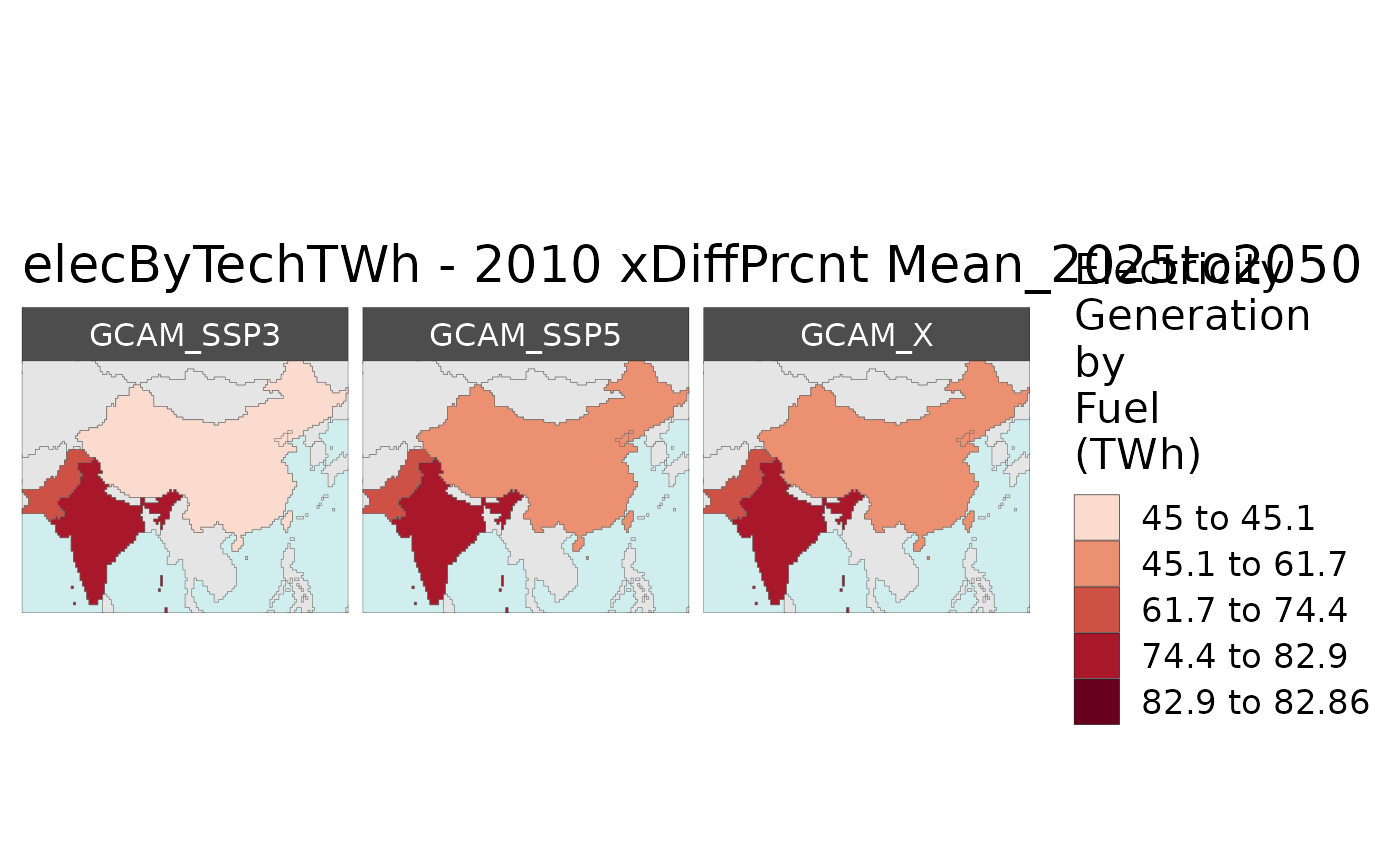 elecByTechTWh - 2010 xDiffPrcnt Mean_2025to2050
GCAM_SSP3
GCAM_SSP5
GCAM_X
Electricity
Generation
by
Fuel
(TWh)
45 to 45.1
45.1 to 61.7
61.7 to 74.4
74.4 to 82.9
82.9 to 82.86